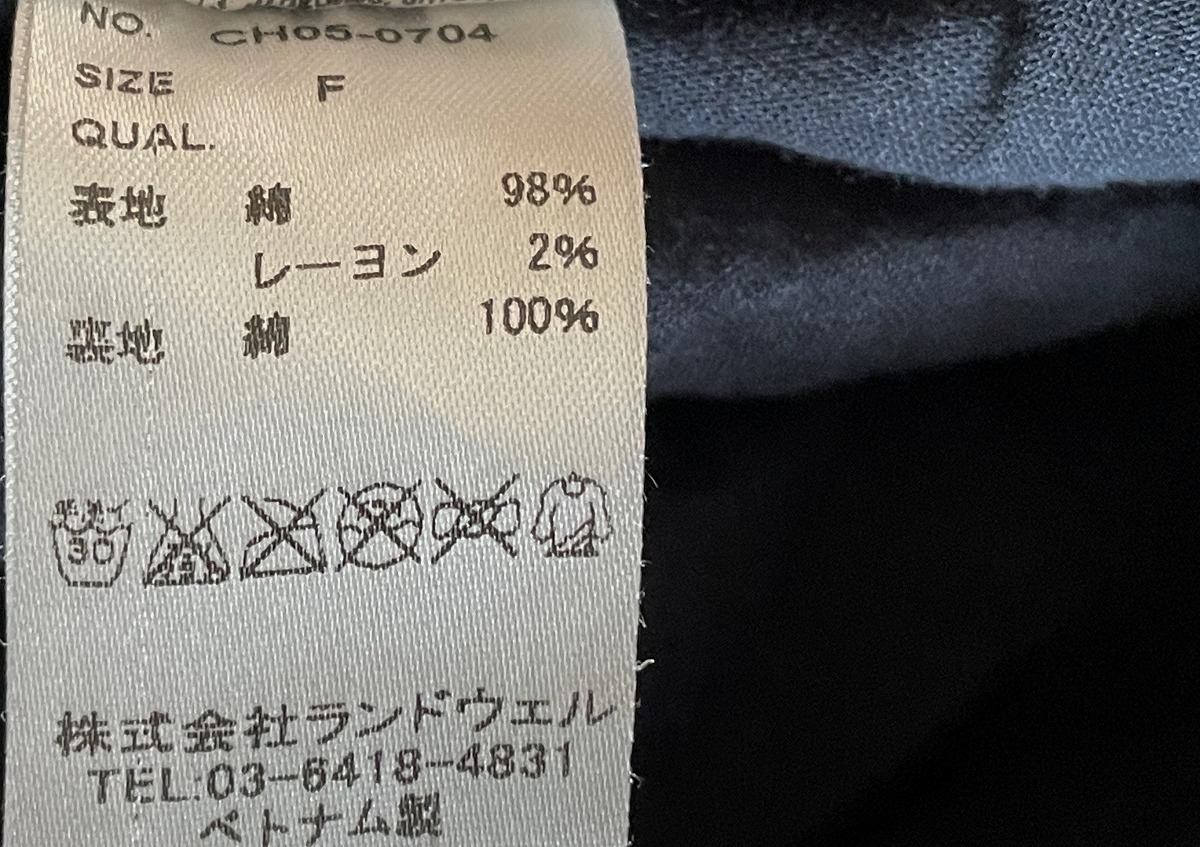 NO. CH05-0704
SIZE F
QUAL.
表地 綿 98%
レーヨン 2%
裏地 綿 100%
30
株式会社ランドウェル
TEL:03-6418-4831
ベトナム製